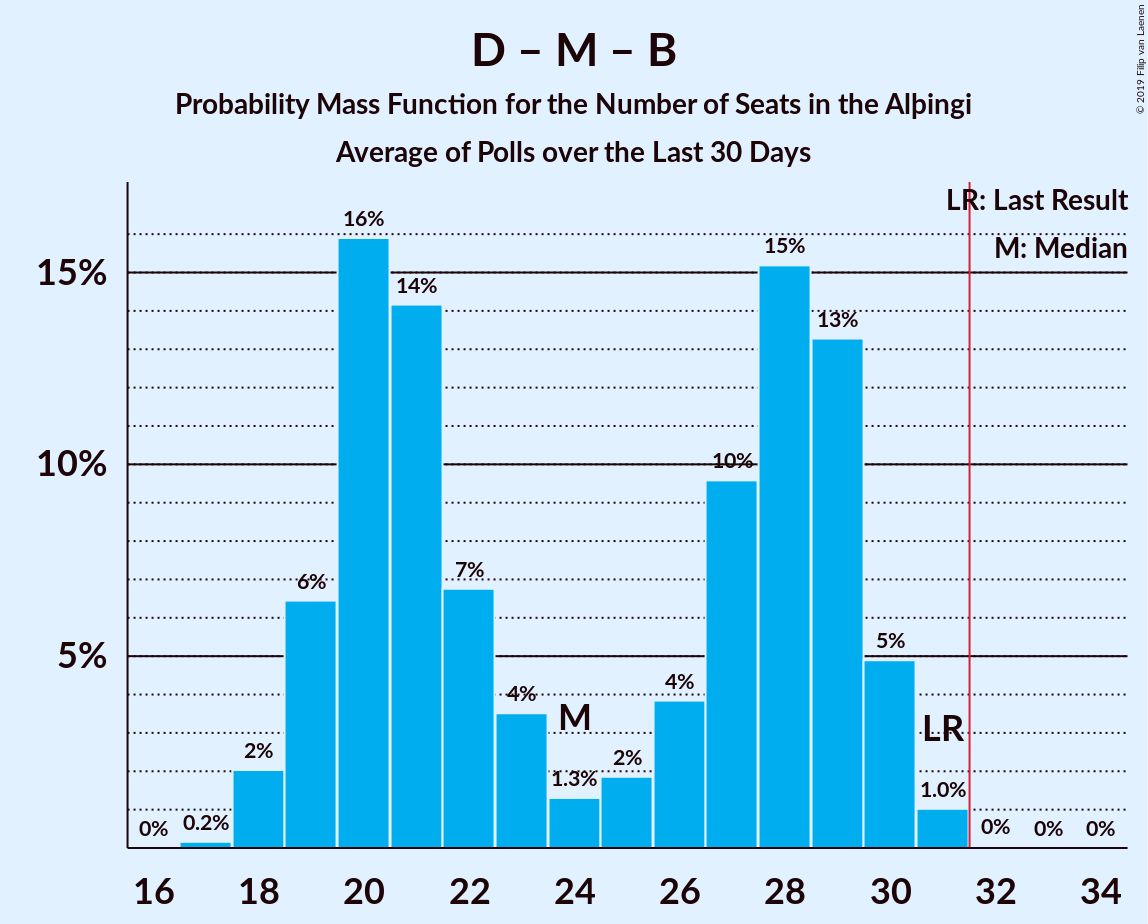 D – M – B
Probability Mass Function for the Number of Seats in the Alþingi
Average of Polls over the Last 30 Days
© 2019 Filip van Laenen
LR: Last Result
M: Median
15%
10%
5%
0%
0.2%
2%
6%
16%
14%
7%
4%
1.3%
2%
4%
10%
15%
13%
5%
1.0%
0%
0%
0%
M
LR
16 18 20 22 24 26 28 30 32 34